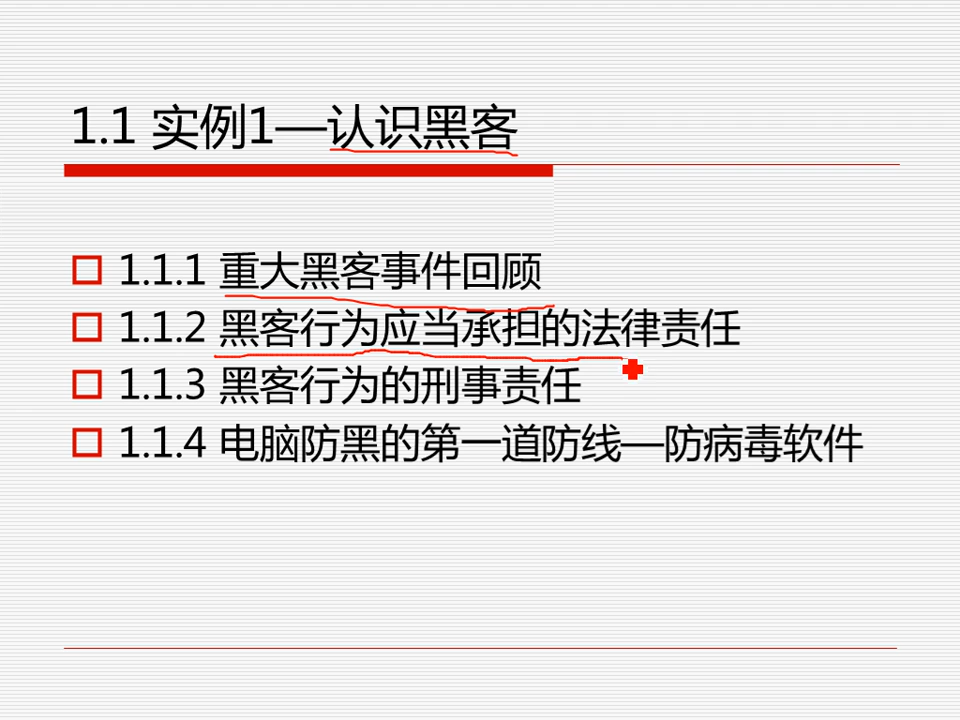 1.1 实例1—认识黑客
1.1.1 重大黑客事件回顾
1.1.2 黑客行为应当承担的法律责任
1.1.3 黑客行为的刑事责任
1.1.4 电脑防黑的第一道防线—防病毒软件